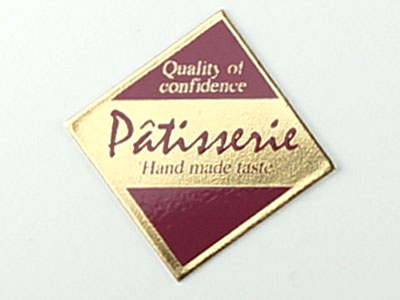 Quality of
confidence
Pâtisserie
Hand made taste